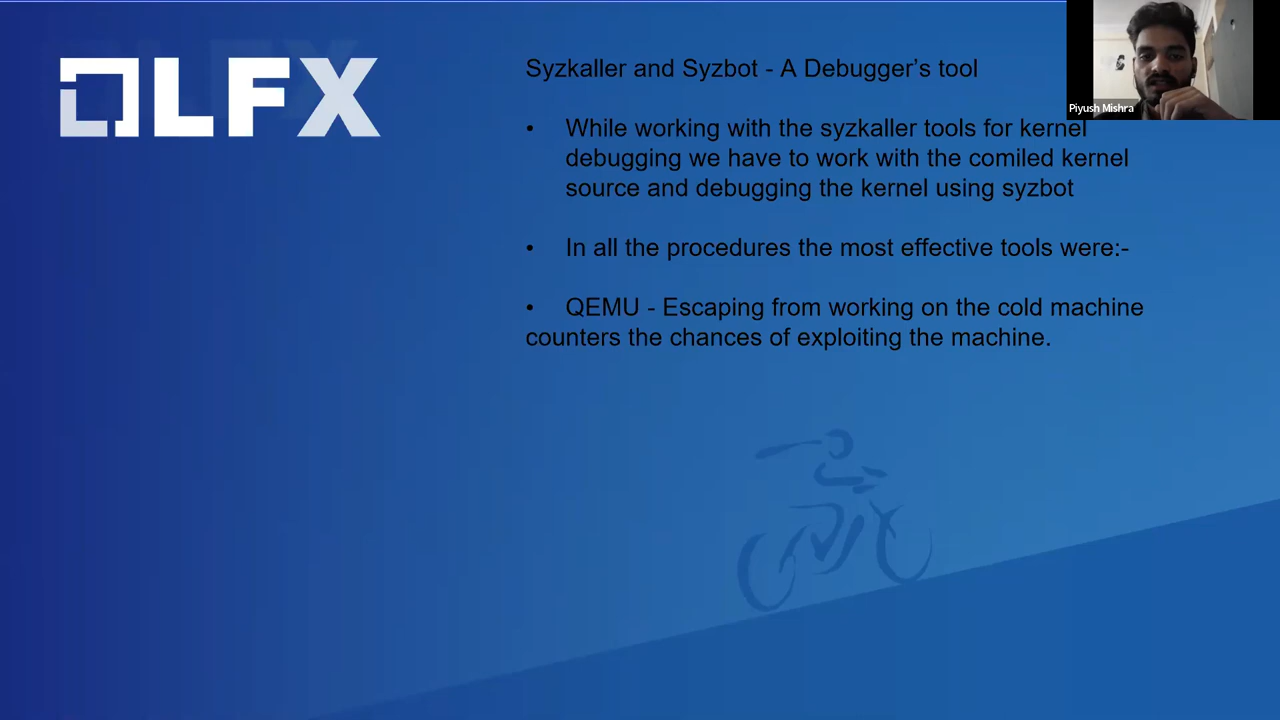 LFX
Syzkaller and Syzbot - A Debugger's tool
• While working with the syzkaller tools for kernel
debugging we have to work with the comiled kernel
source and debugging the kernel using syzbot
• In all the procedures the most effective tools were:-
• QEMU - Escaping from working on the cold machine
counters the chances of exploiting the machine.
Piyush Mishra